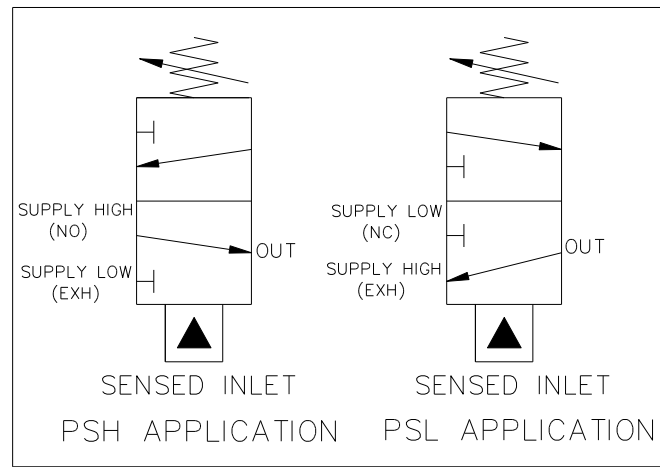 SUPPLY HIGH
(NO)
OUT
SUPPLY LOW
(EXH)
SENSED INLET
PSH APPLICATION
SUPPLY LOW
(NC)
OUT
SUPPLY HIGH
(EXH)
SENSED INLET
PSL APPLICATION